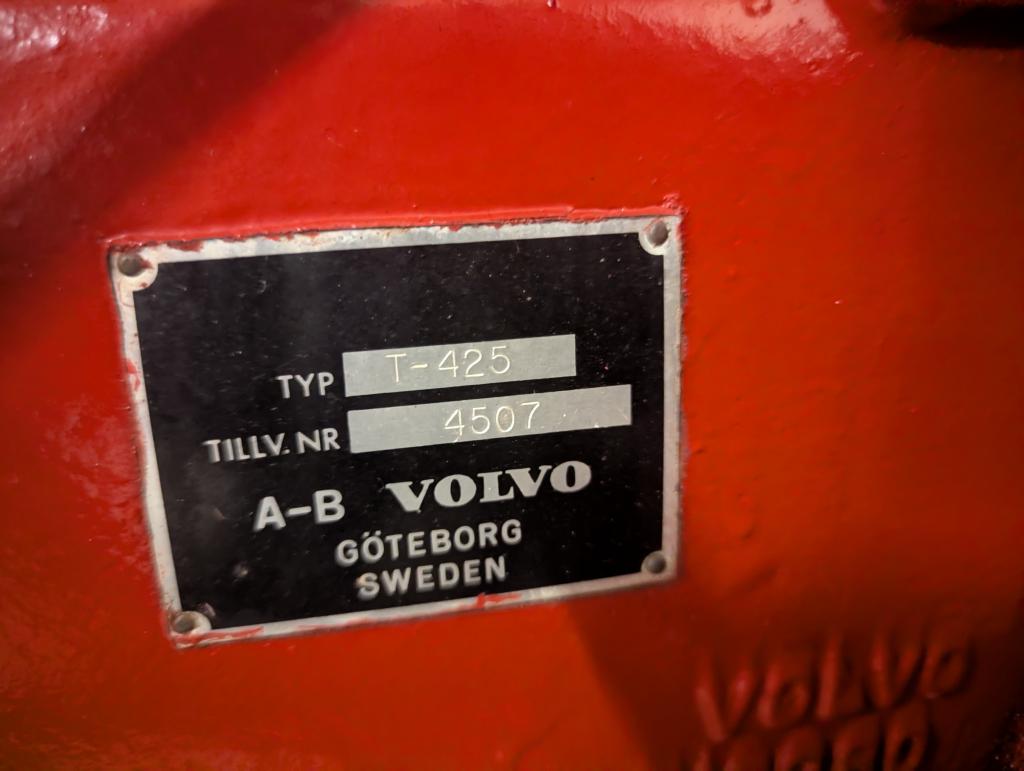 TYP T-425
TILLV. NR 4507
A-B VOLVO
GÖTEBORG
SWEDEN
VOLVO